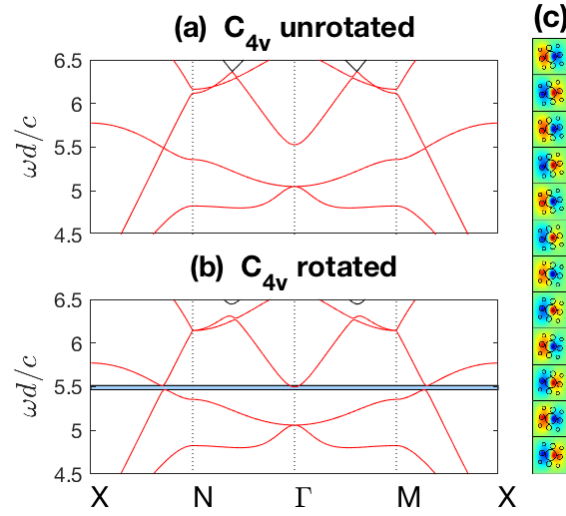 (a) C4v unrotated
(c)
6.5
6
5.5
5
4.5
ωd/c
(b) C4v rotated
6.5
6
5.5
5
4.5
ωd/c
X N Γ M X